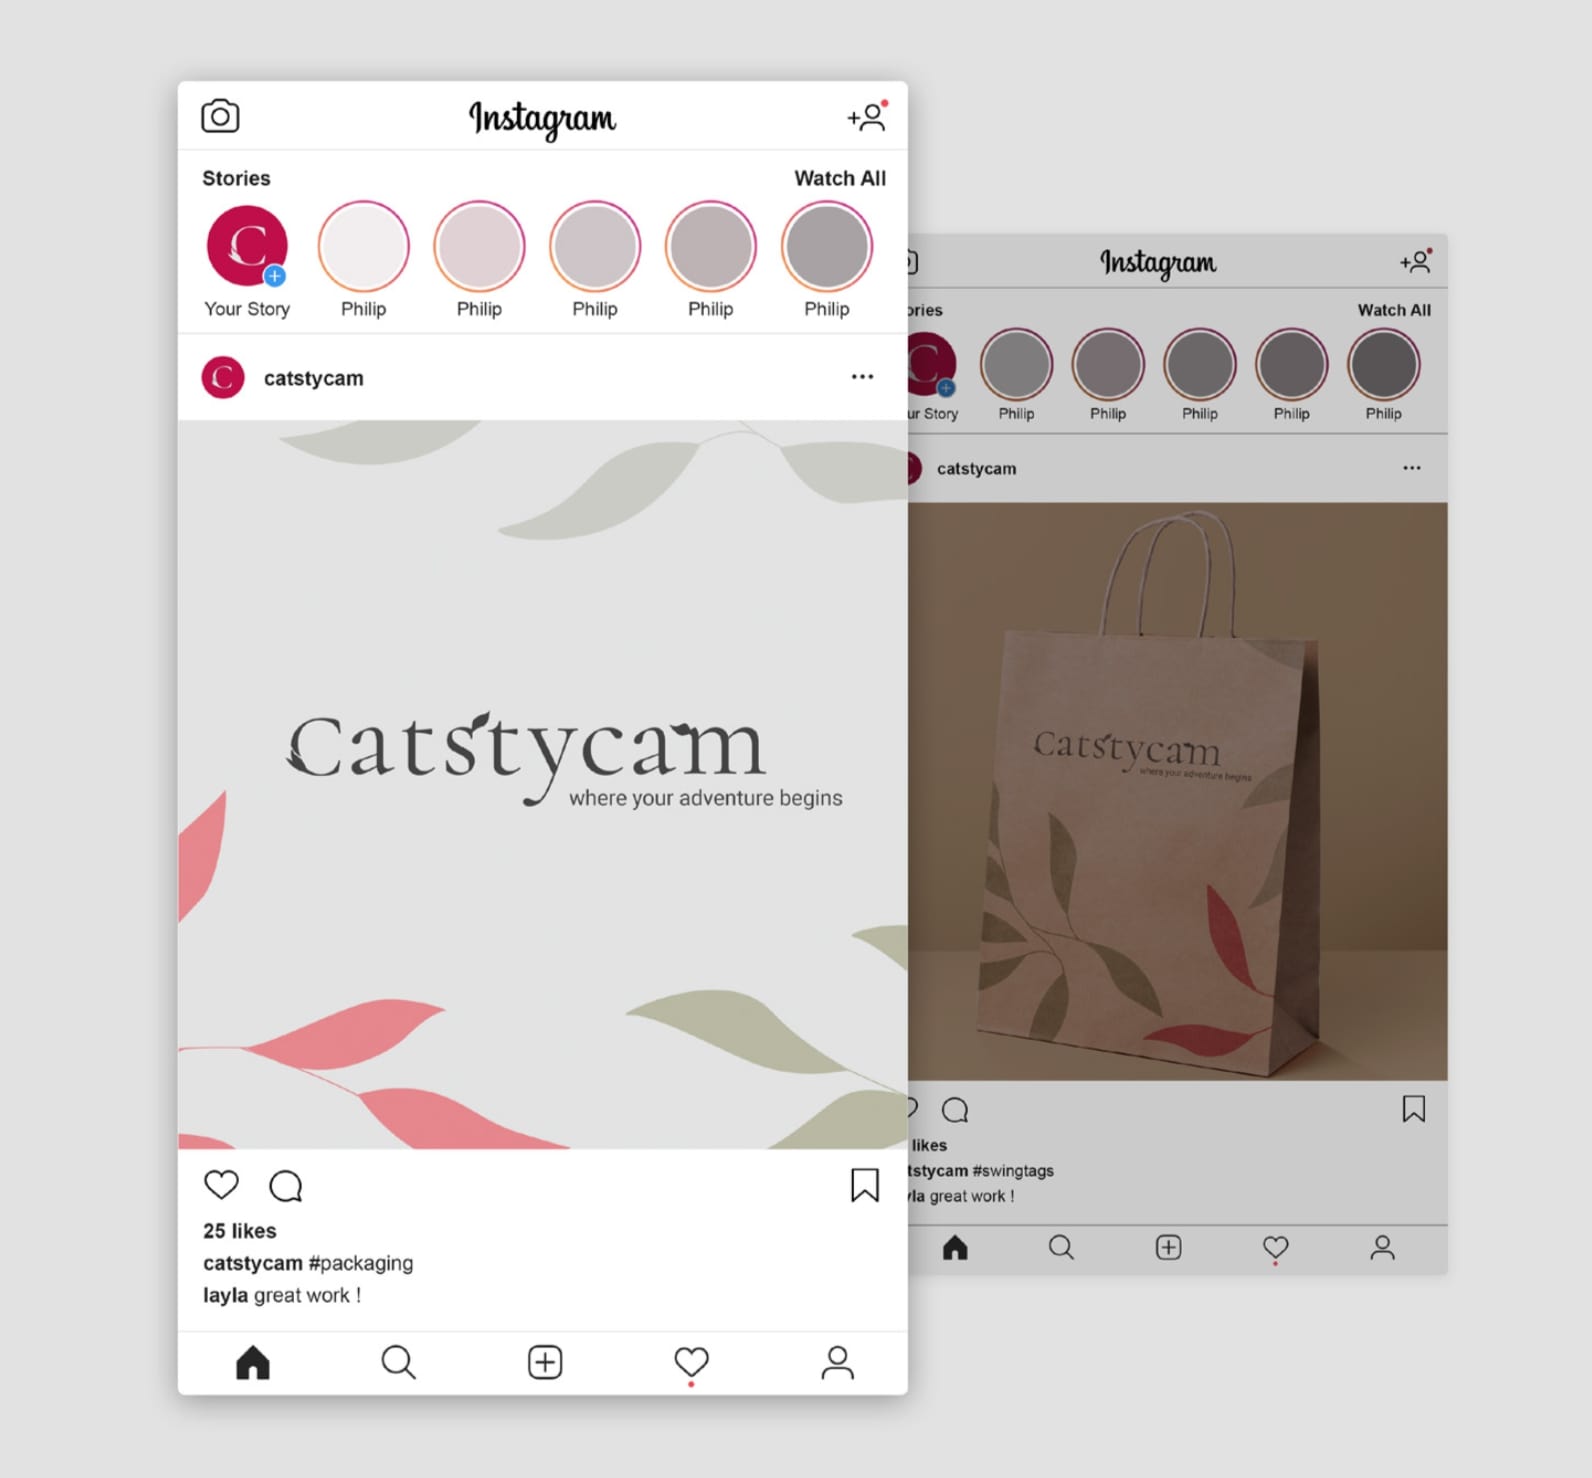 Instagram
Stories
Watch All
C
Your Story
Philip
Philip
Philip
Philip
Philip
C
catstycam
Catstycam
where your adventure begins
25 likes
catstycam #packaging
layla great work !
Instagram
ories
Watch All
C
ur Story
Philip
Philip
Philip
Philip
Philip
catstycam
Catstycam
where your adventure begins
likes
tstycam #swingtags
yla great work !